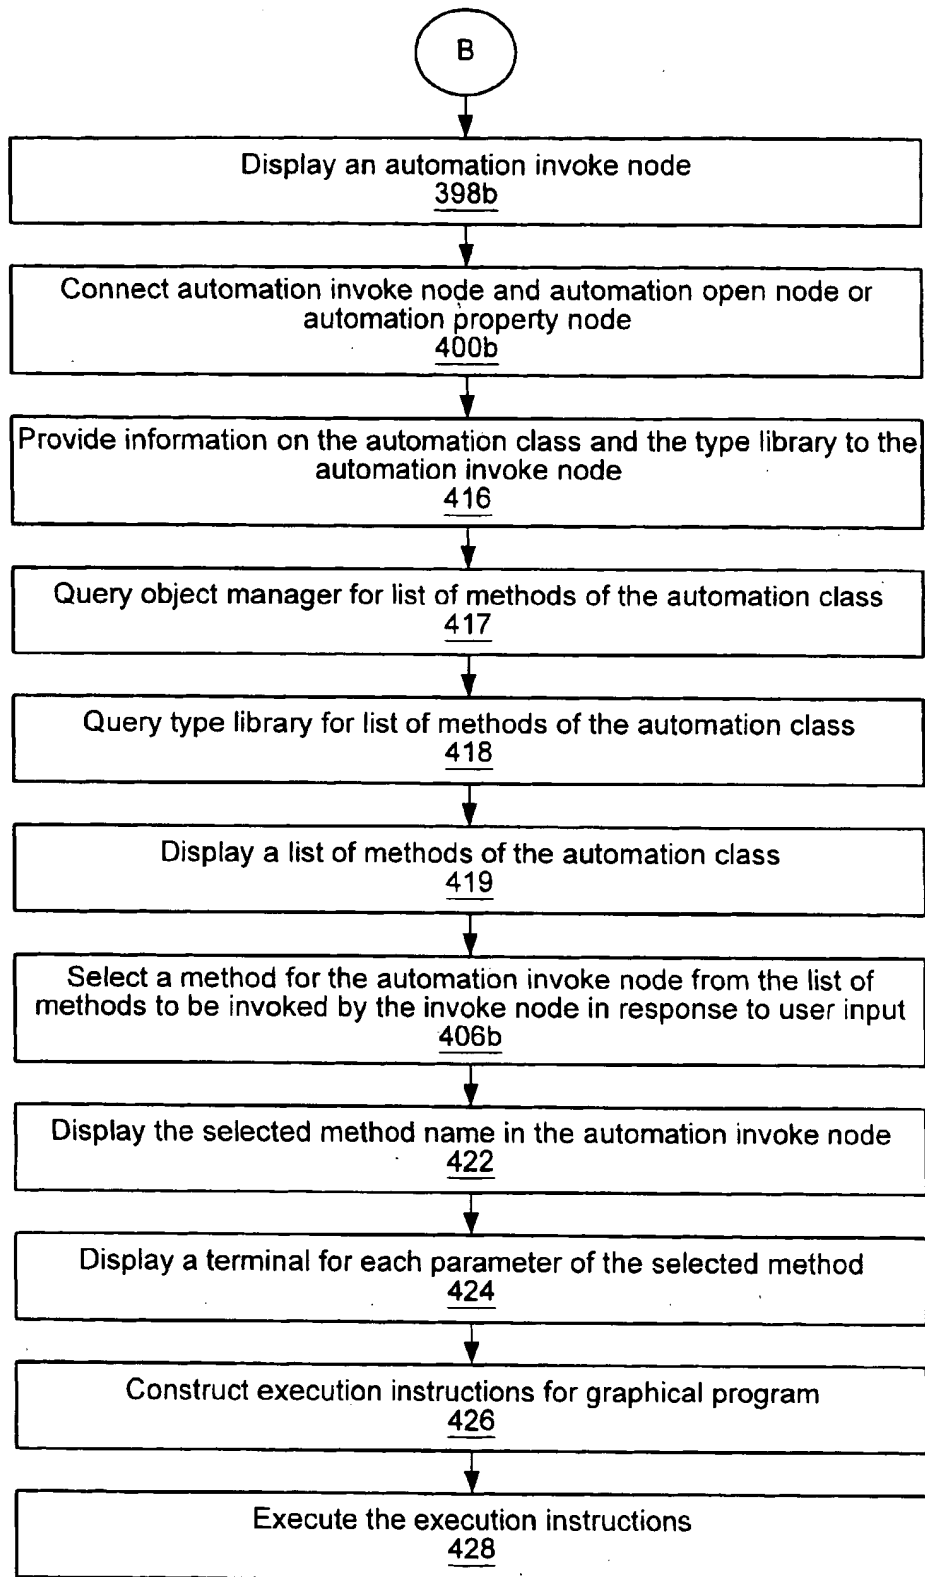 B
Display an automation invoke node
398b
Connect automation invoke node and automation open node or
automation property node
400b
Provide information on the automation class and the type library to the
automation invoke node
416
Query object manager for list of methods of the automation class
417
Query type library for list of methods of the automation class
418
Display a list of methods of the automation class
419
Select a method for the automation invoke node from the list of
methods to be invoked by the invoke node in response to user input
406b
Display the selected method name in the automation invoke node
422
Display a terminal for each parameter of the selected method
424
Construct execution instructions for graphical program
426
Execute the execution instructions
428